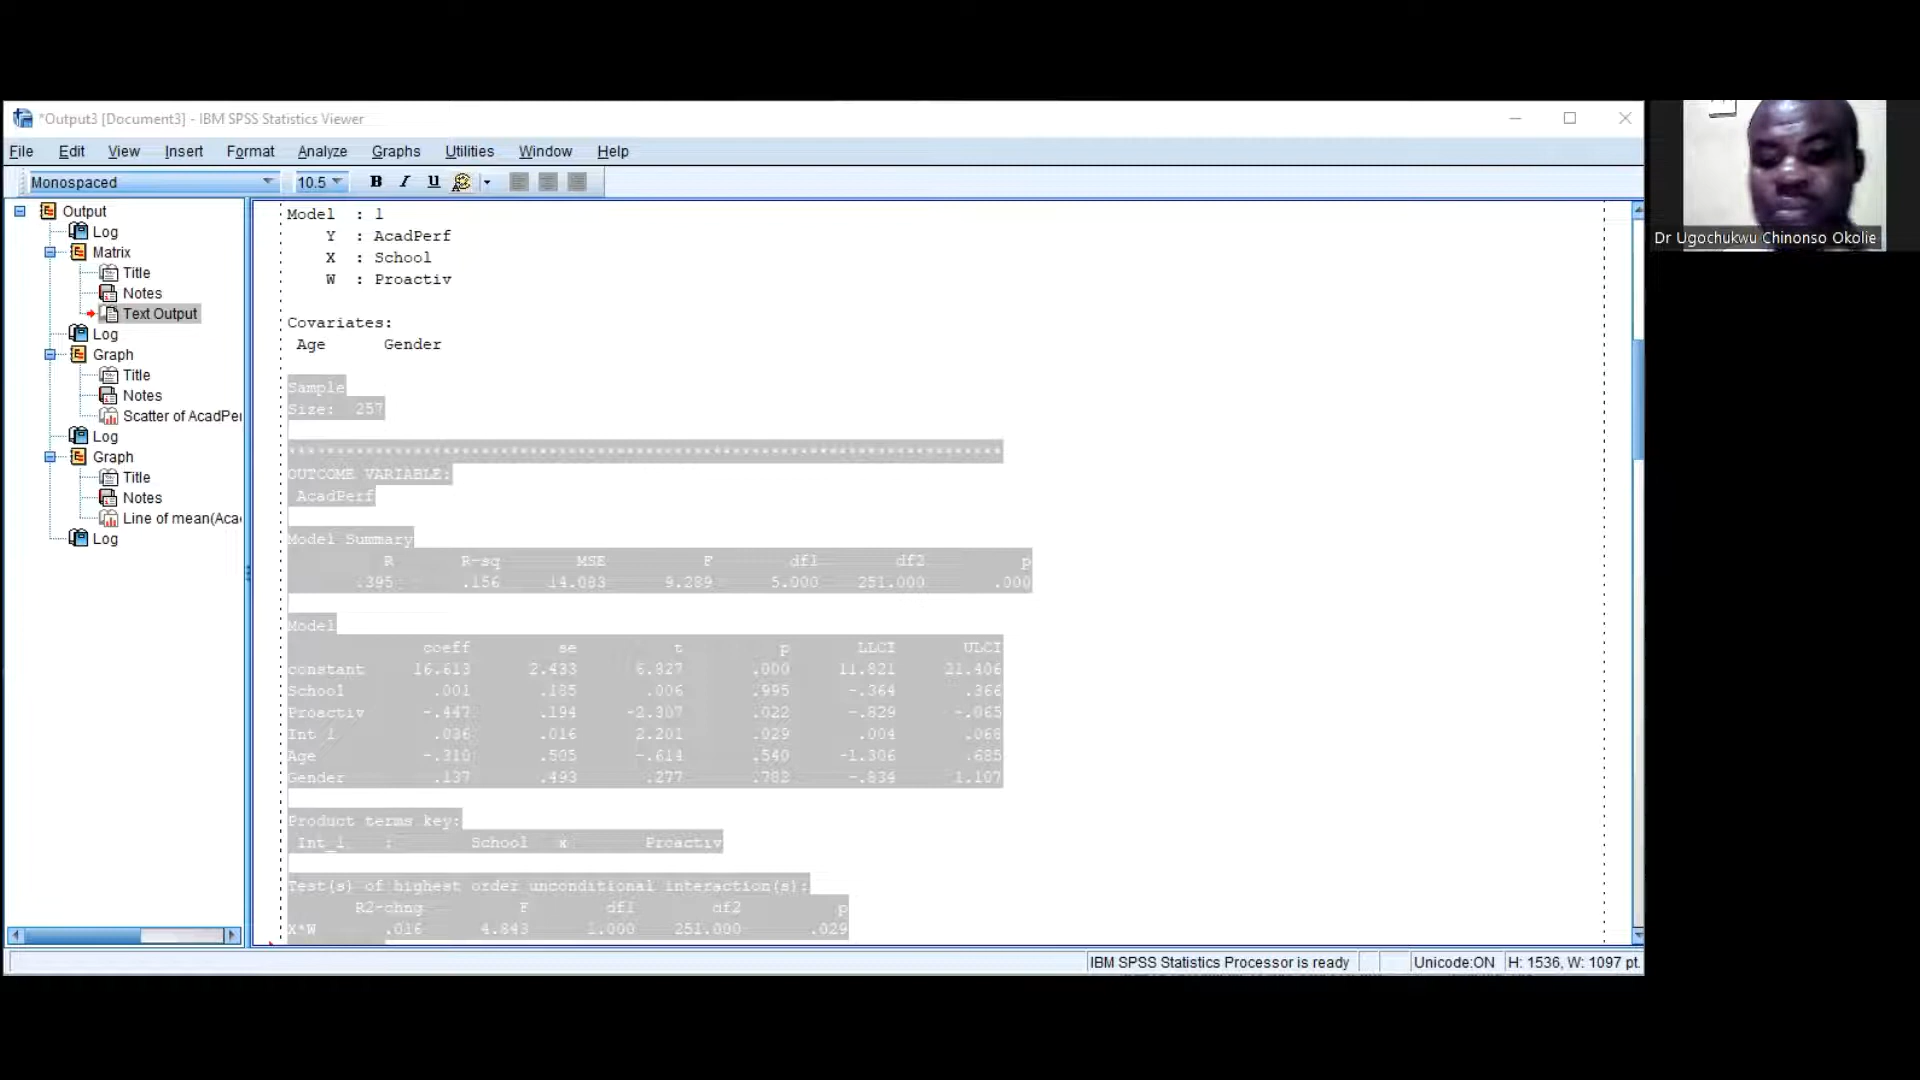 *Output3 [Document3] - IBM SPSS Statistics Viewer
File Edit View Insert Format Analyze Graphs Utilities Window Help
Monospaced 10.5 B I U
Output
Log
Matrix
Title
Notes
Text Output
Log
Graph
Title
Notes
Scatter of AcadPer
Log
Graph
Title
Notes
Line of mean(Aca
Log
Model : 1
Y : AcadPerf
X : School
W : Proactiv
Covariates:
Age Gender
Sample
Size: 257
OUTCOME VARIABLE:
AcadPerf
Model Summary
R R-sq MSE F df1 df2 p
.395 .156 14.083 9.289 5.000 251.000 .000
Model
coeff se t p LLCI ULCI
constant 16.613 2.433 6.827 .000 11.821 21.406
School .001 .185 .006 .995 -.364 .366
Proactiv -.447 .194 -2.307 .022 -.829 -.065
Int_1 .036 .016 2.201 .029 .004 .068
Age -.310 .505 -.614 .540 -1.306 .685
Gender .137 .493 .277 .782 -.834 1.107
Product terms key:
Int_1 : School x Proactiv
Test(s) of highest order unconditional interaction(s):
R2-chng F df1 df2 p
X*W .016 4.843 1.000 251.000 .029
IBM SPSS Statistics Processor is ready Unicode:ON H: 1536, W: 1097 pt.
Dr Ugochukwu Chinonso Okolie